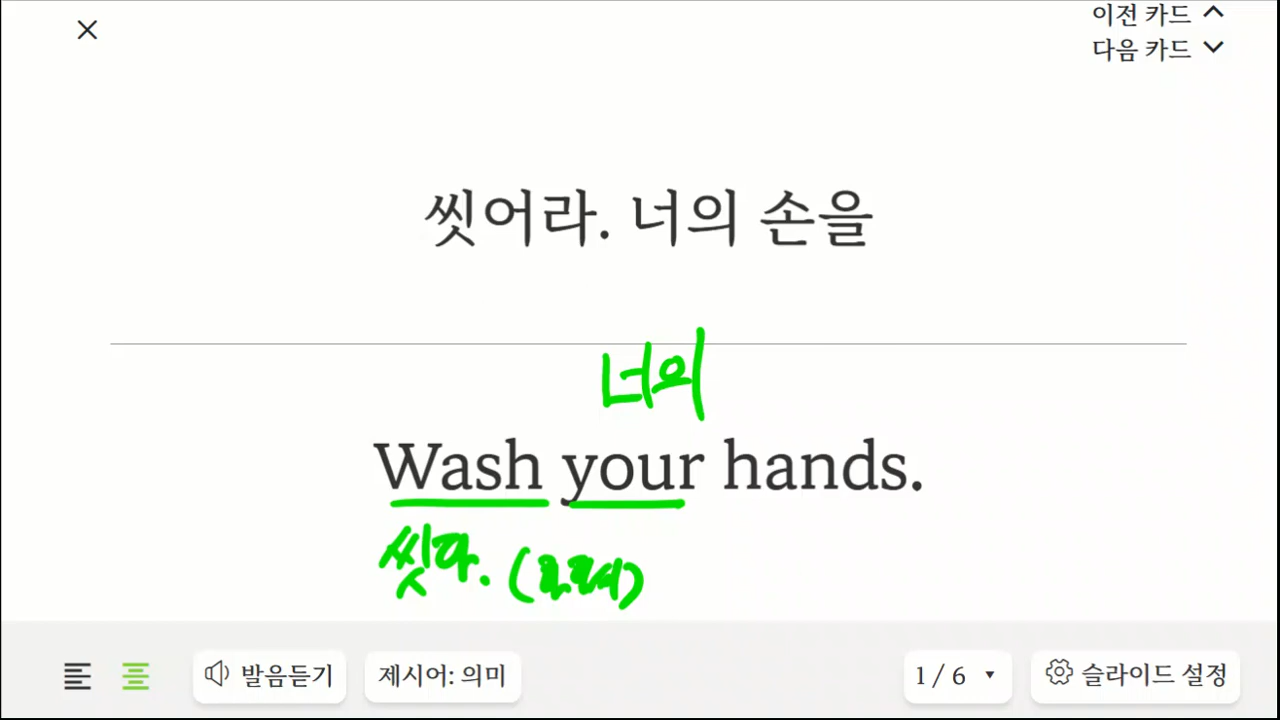 이전 카드
다음 카드
씻어라. 너의 손을
너의
Wash your hands.
씻다.
발음듣기
제시어: 의미
1 / 6
슬라이드 설정